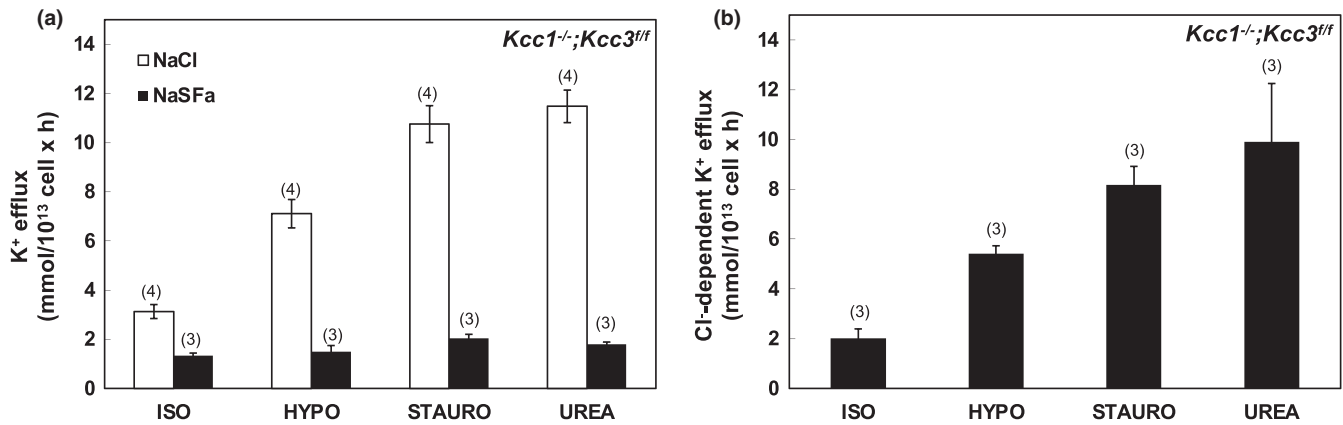 (a)
K⁺ efflux
(mmol/10¹³ cell x h)
14
12
10
8
6
4
2
0
Kcc1⁻/⁻;Kcc3ᶠ/ᶠ
NaCl
NaSFa
(4)
(3)
(4)
(3)
(4)
(3)
(4)
(3)
ISO HYPO STAURO UREA
(b)
Cl⁻-dependent K⁺ efflux
(mmol/10¹³ cell x h)
14
12
10
8
6
4
2
0
Kcc1⁻/⁻;Kcc3ᶠ/ᶠ
(3)
(3)
(3)
(3)
ISO HYPO STAURO UREA